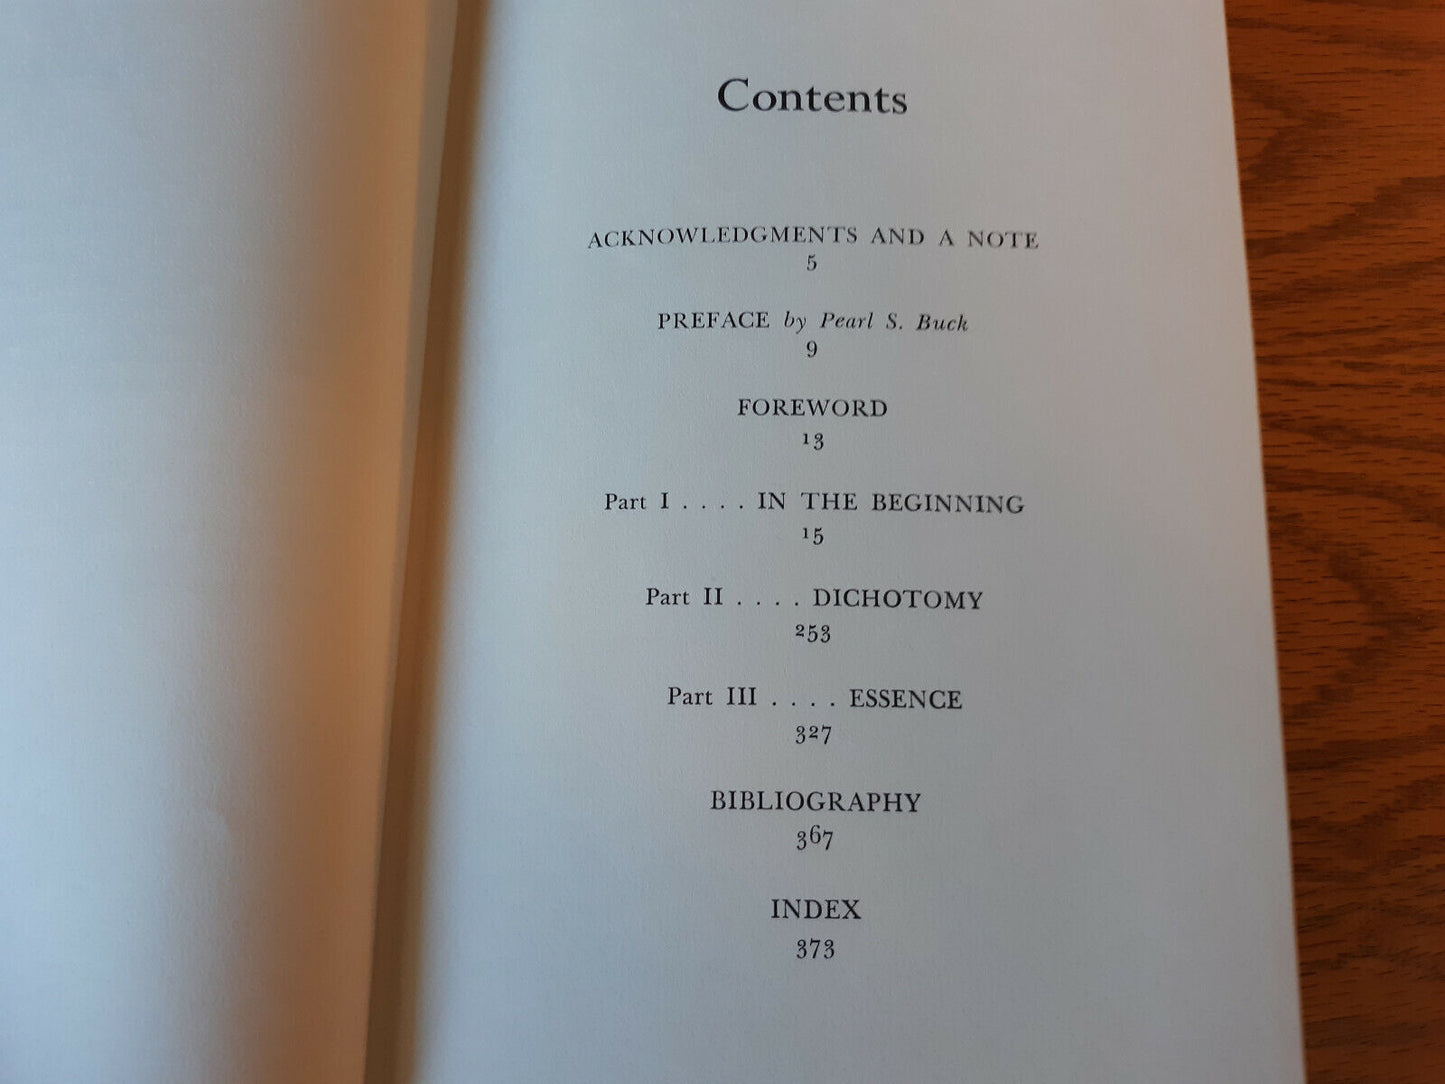 Contents
ACKNOWLEDGMENTS AND A NOTE
5
PREFACE by Pearl S. Buck
9
FOREWORD
13
Part I . . . . IN THE BEGINNING
15
Part II . . . . DICHOTOMY
253
Part III . . . . ESSENCE
327
BIBLIOGRAPHY
367
INDEX
373